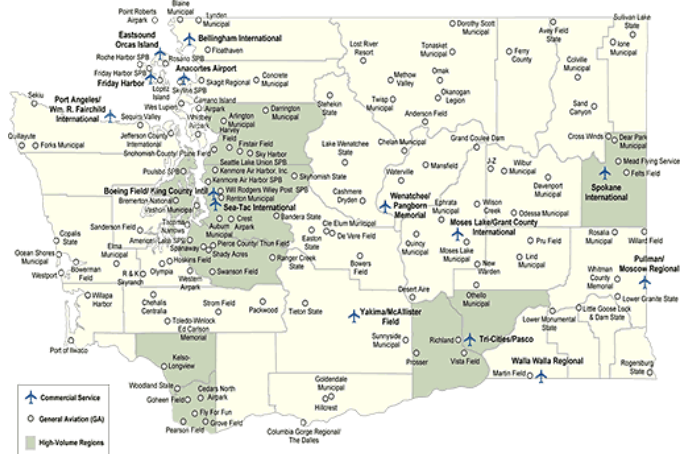 Point Roberts
Airpark
Blaine
Municipal
Lynden
Municipal
Eastsound
Orcas Island
Bellingham International
Floathaven
Roche Harbor SPB
Rosario SPB
Friday Harbor SPB
Friday Harbor
Anacortes Airport
Lopez
Island
Skyline SPB
Skagit Regional
Concrete
Municipal
Dorothy Scott
Municipal
Avey Field
State
Sullivan Lake
State
Ione
Municipal
Lost River
Resort
Tonasket
Municipal
Ferry
County
Colville
Municipal
Methow
Valley
Omak
Twisp
Municipal
Okanogan
Legion
Sand
Canyon
Anderson Field
Stehekin
State
Sekiu
Port Angeles/
Wm. R. Fairchild
International
West Lupien
Camano Island
Airpark
Sequim Valley
Whidbey
Airpark
Arlington
Municipal
Darrington
Municipal
Quillayute
Forks Municipal
Jefferson County
International
Harvey
Field
Snohomish County / Paine Field
Firstair Field
Sky Harbor
Seattle Lake Union SPB
Poulsbo SPB
Kenmore Air Harbor, Inc.
Kenmore Air Harbor SPB
Skyhomish State
Lake Wenatchee
State
Chelan Municipal
Grand Coulee Dam
Cross Winds
Dear Park
Municipal
Mead Flying Service
Felts Field
Spokane
International
Waterville
Mansfield
J-Z
Wilbur
Municipal
Davenport
Municipal
Boeing Field/ King County Intl
Will Rodgers Wiley Post SPB
Renton Municipal
Bremerton National
Vashon Municipal
Sea-Tac International
Cashmere
Dryden
Wenatchee/
Pangborn
Memorial
Ephrata
Municipal
Wilson
Creek
Odessa Municipal
Moses Lake/Grant County
International
Bandera State
Tacoma
Narrows
Crest
Airpark
Auburn
Municipal
Sanderson Field
American Lake SPB
Spanaway
Pierce County/ Thun Field
Shady Acres
Easton
State
Cle Elum Municipal
De Vere Field
Quincy
Municipal
Moses Lake
Municipal
Pru Field
Rosalia
Municipal
Willard Field
Copalis
State
Elma
Municipal
Hoskins Field
Ranger Creek
State
Bowers
Field
New
Warden
Lind
Municipal
Whitman
County
Memorial
Pullman/
Moscow Regional
Ocean Shores
Municipal
Westport
Bowerman
Field
R & K
Skyranch
Olympia
Western
Airpark
Swanson Field
Desert Aire
Othello
Municipal
Lower Granite State
Little Goose Lock
& Dam State
Lower Monumental
State
Willapa
Harbor
Chehalis
Centralia
Strom Field
Packwood
Tieton State
Yakima/McAllister
Field
Toledo-Winlock
Ed Carlson
Memorial
Sunnyside
Municipal
Richland
Tri-Cities/Pasco
Port of Ilwaco
Kelso-
Longview
Prosser
Vista Field
Walla Walla Regional
Martin Field
Rogersburg
State
Woodland State
Cedars North
Airpark
Goheen Field
Fly For Fun
Grove Field
Pearson Field
Goldendale
Municipal
Hillcrest
Columbia Gorge Regional/
The Dalles
Commercial Service
General Aviation (GA)
High-Volume Regions